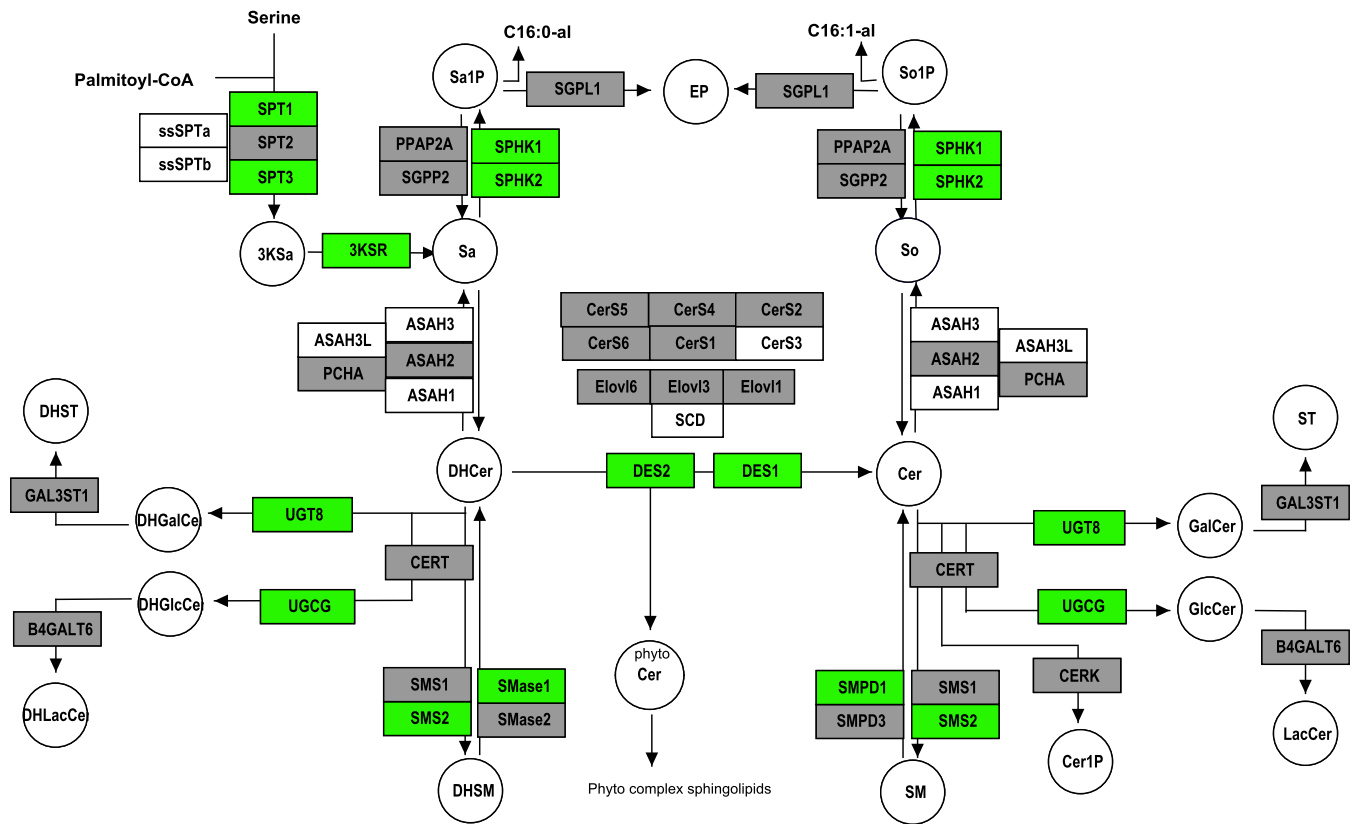 Serine
C16:0-al
C16:1-al
Palmitoyl-CoA
Sa1P
SGPL1
EP
SGPL1
So1P
SPT1
ssSPTa
SPT2
ssSPTb
SPT3
PPAP2A
SPHK1
SGPP2
SPHK2
PPAP2A
SPHK1
SGPP2
SPHK2
3KSa
3KSR
Sa
So
CerS5
CerS4
CerS2
CerS6
CerS1
CerS3
ASAH3
ASAH3L
ASAH2
PCHA
ASAH1
ASAH3
ASAH3L
ASAH2
PCHA
ASAH1
Elovl6
Elovl3
Elovl1
SCD
DHST
ST
DHCer
DES2
DES1
Cer
GAL3ST1
DHGalCer
UGT8
UGT8
GalCer
GAL3ST1
CERT
CERT
DHGlcCer
UGCG
UGCG
GlcCer
B4GALT6
B4GALT6
phyto
Cer
SMS1
SMase1
SMS2
SMase2
SMPD1
SMS1
SMPD3
SMS2
CERK
DHLacCer
LacCer
Cer1P
DHSM
Phyto complex sphingolipids
SM